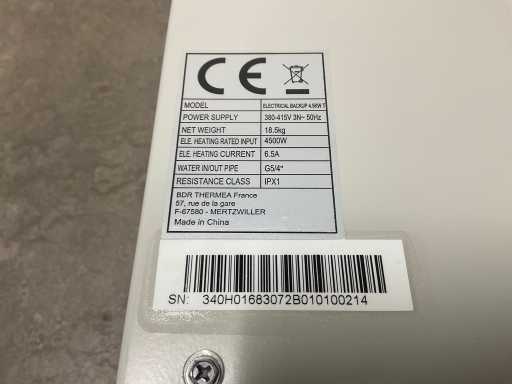 CE
MODEL ELECTRICAL BACKUP 4.5KW T
POWER SUPPLY 380-415V 3N~ 50Hz
NET WEIGHT 18.5kg
ELE. HEATING RATED INPUT 4500W
ELE. HEATING CURRENT 6.5A
WATER IN/OUT PIPE G5/4"
RESISTANCE CLASS IPX1
BDR THERMEA France
57, rue de la gare
F-67580 - MERTZWILLER
Made in China
SN: 340H01683072B010100214